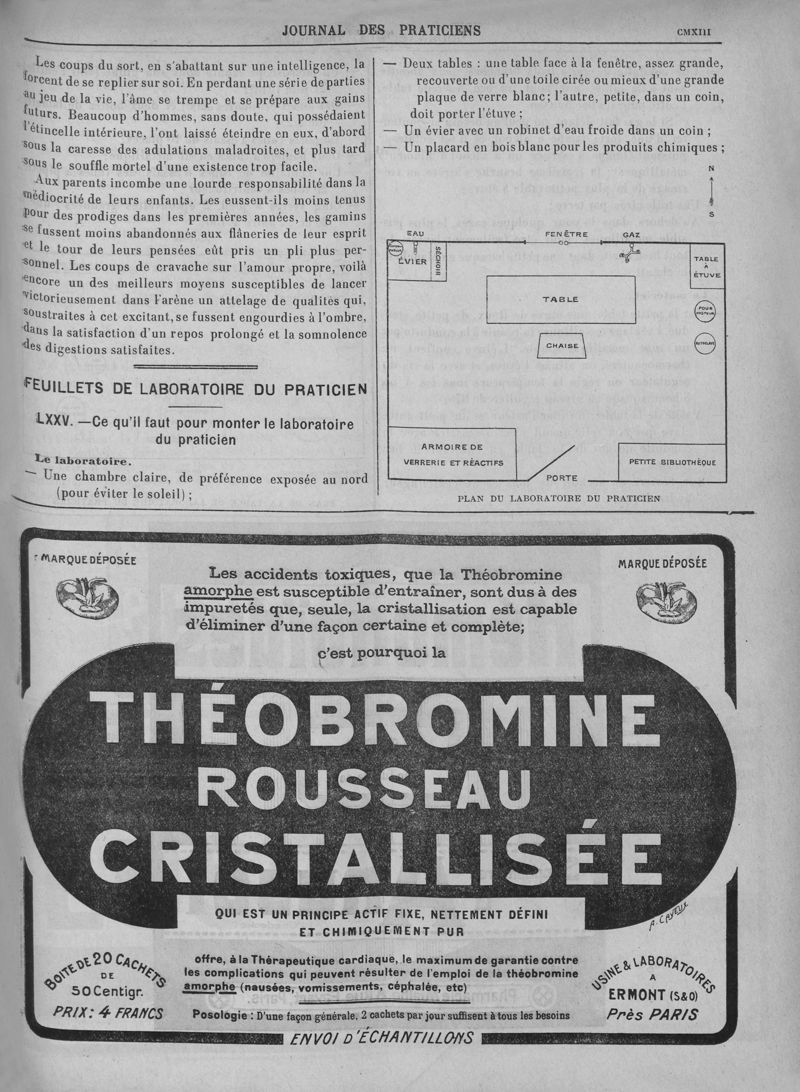 JOURNAL DES PRATICIENS
CMXIII
Les coups du sort, en s'abattant sur une intelligence, la
forcent de se replier sur soi. En perdant une série de parties
au jeu de la vie, l'âme se trempe et se prépare aux gains
futurs. Beaucoup d'hommes, sans doute, qui possédaient
l'étincelle intérieure, l'ont laissé éteindre en eux, d'abord
sous la caresse des adulations maladroites, et plus tard
sous le souffle mortel d'une existence trop facile.
Aux parents incombe une lourde responsabilité dans la
médiocrité de leurs enfants. Les eussent-ils moins tenus
pour des prodiges dans les premières années, les gamins
se fussent moins abandonnés aux flâneries de leur esprit
et le tour de leurs pensées eût pris un pli plus per-
sonnel. Les coups de cravache sur l'amour propre, voilà
encore un des meilleurs moyens susceptibles de lancer
victorieusement dans l'arène un attelage de qualités qui,
soustraites à cet excitant, se fussent engourdies à l'ombre,
dans la satisfaction d'un repos prolongé et la somnolence
des digestions satisfaites.
FEUILLETS DE LABORATOIRE DU PRATICIEN
LXXV. — Ce qu'il faut pour monter le laboratoire
du praticien
Le laboratoire.
— Une chambre claire, de préférence exposée au nord
(pour éviter le soleil) ;
— Deux tables : une table face à la fenêtre, assez grande,
recouverte ou d'une toile cirée ou mieux d'une grande
plaque de verre blanc ; l'autre, petite, dans un coin,
doit porter l'étuve ;
— Un évier avec un robinet d'eau froide dans un coin ;
— Un placard en bois blanc pour les produits chimiques ;
N
S
EAU
FENÊTRE
GAZ
ÉVIER
SÉCHOIR
TABLE
À
ÉTUVE
TABLE
CHAISE
ARMOIRE DE
VERRERIE ET RÉACTIFS
PORTE
PETITE BIBLIOTHÈQUE
PLAN DU LABORATOIRE DU PRATICIEN
MARQUE DÉPOSÉE
MARQUE DÉPOSÉE
Les accidents toxiques, que la Théobromine
amorphe est susceptible d'entraîner, sont dus à des
impuretés que, seule, la cristallisation est capable
d'éliminer d'une façon certaine et complète;
c'est pourquoi la
THÉOBROMINE
ROUSSEAU
CRISTALLISÉE
QUI EST UN PRINCIPE ACTIF FIXE, NETTEMENT DÉFINI
ET CHIMIQUEMENT PUR
A. CAYEUX
offre, à la Thérapeutique cardiaque, le maximum de garantie contre
les complications qui peuvent résulter de l'emploi de la théobromine
amorphe (nausées, vomissements, céphalée, etc)
BOITE DE 20 CACHETS
DE
50 Centigr.
PRIX: 4 FRANCS
USINE & LABORATOIRES
A
ERMONT (S&O)
Près PARIS
Posologie : D'une façon générale, 2 cachets par jour suffisent à tous les besoins
ENVOI D'ÉCHANTILLONS